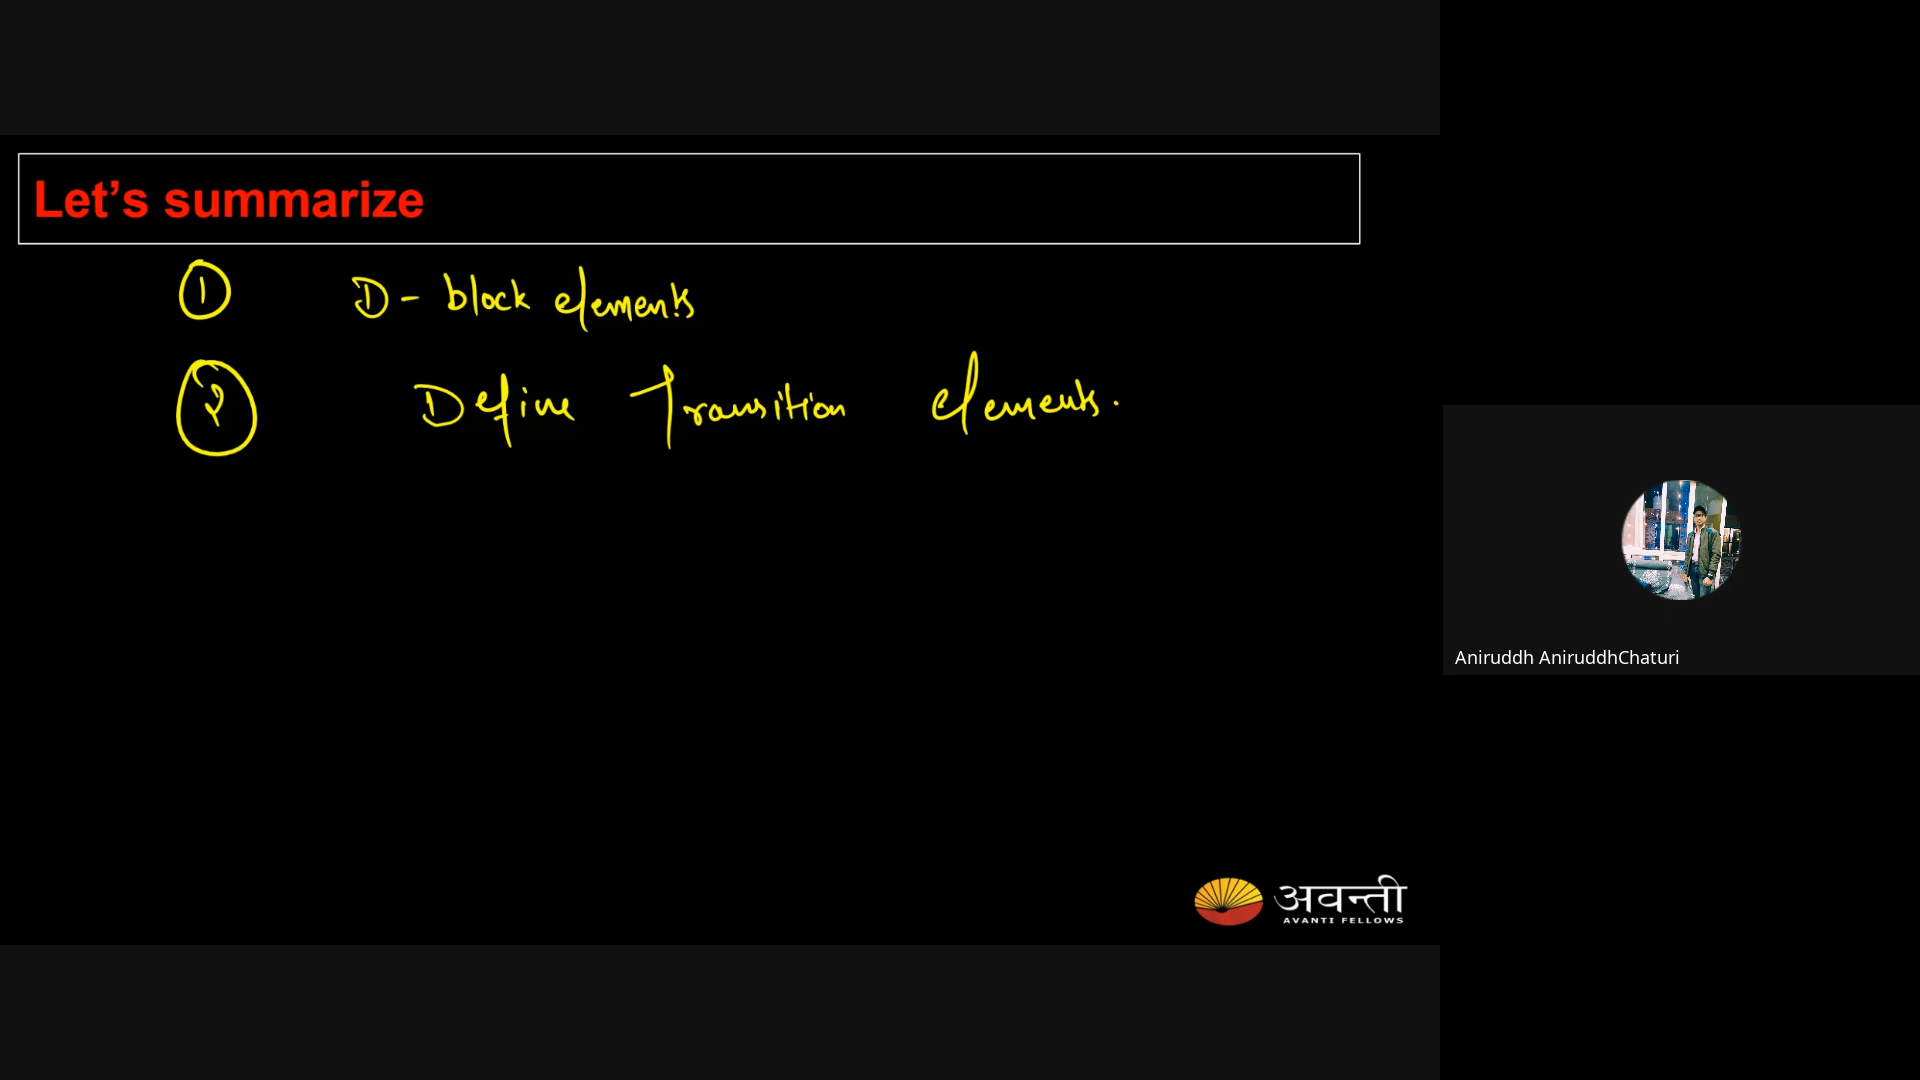 Let's summarize
① D- block elements
② Define Transition elements.
Aniruddh AniruddhChaturi
अवन्ती
AVANTI FELLOWS